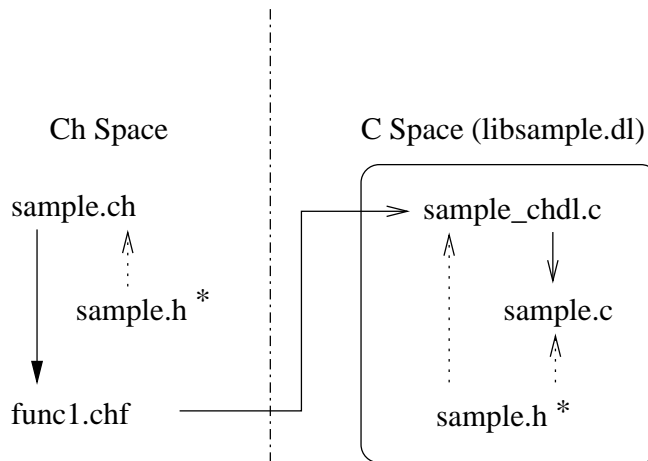 Ch Space
C Space (libsample.dl)
sample.ch
sample_chdl.c
sample.h *
sample.c
func1.chf
sample.h *